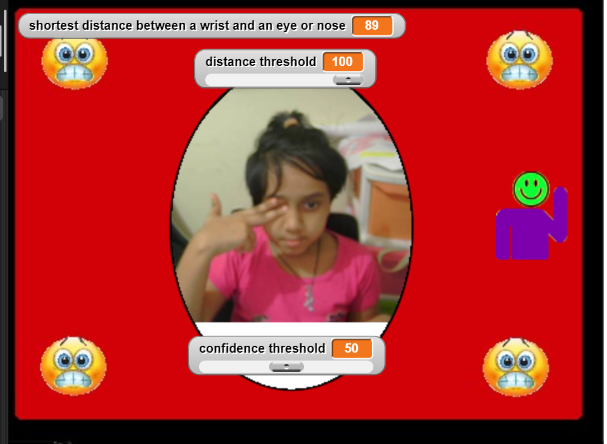 shortest distance between a wrist and an eye or nose 89
distance threshold 100
confidence threshold 50